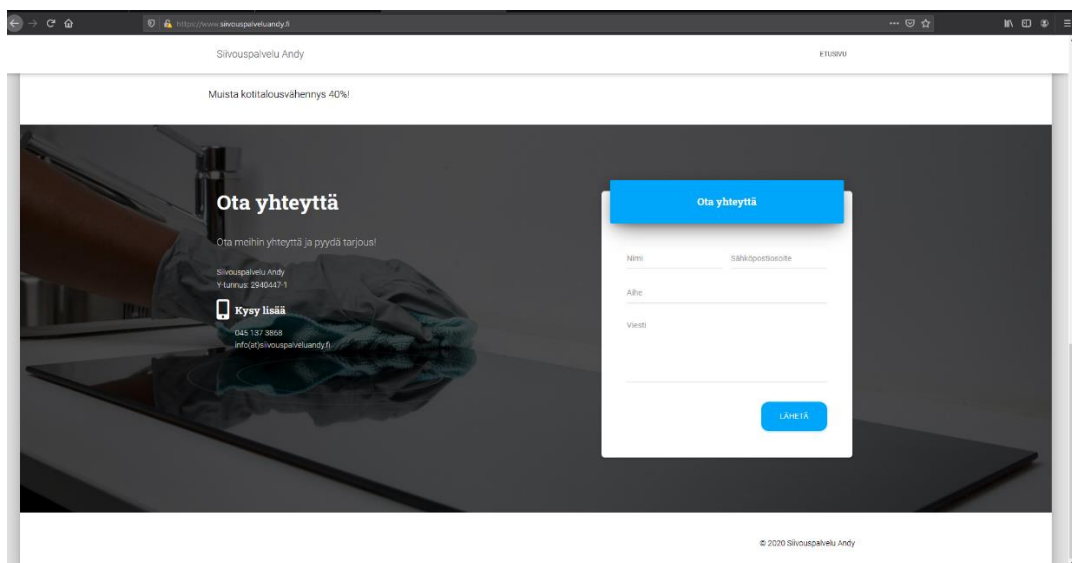 https://www.siivouspalveluandy.fi
Siivouspalvelu Andy
ETUSIVU
Muista kotitalousvähennys 40%!
Ota yhteyttä
Ota meihin yhteyttä ja pyydä tarjous!
Siivouspalvelu Andy
Y-tunnus: 2940447-1
Kysy lisää
045 137 3868
info(at)siivouspalveluandy.fi
Ota yhteyttä
Nimi
Sähköpostiosoite
Aihe
Viesti
LÄHETÄ
© 2020 Siivouspalvelu Andy